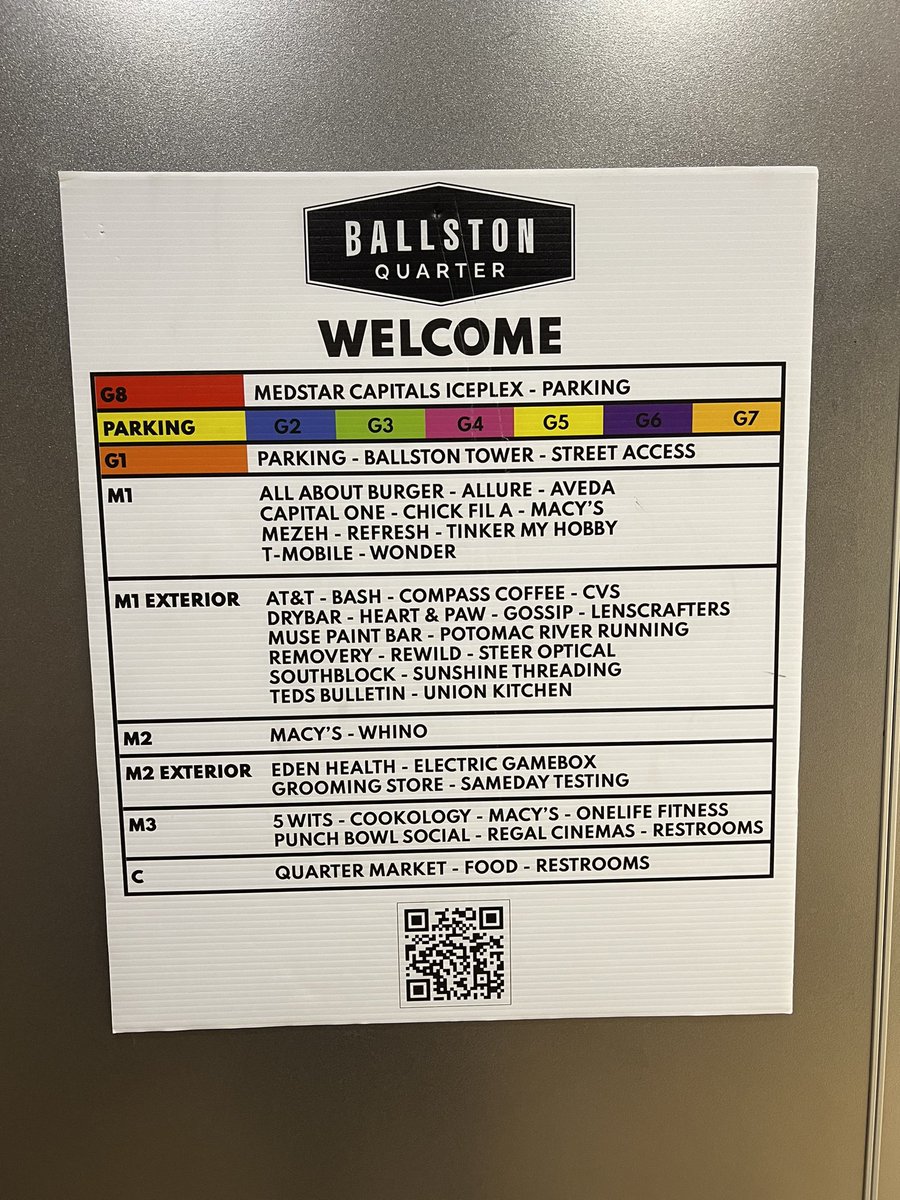 BALLSTON
QUARTER
WELCOME
G8 MEDSTAR CAPITALS ICEPLEX - PARKING
PARKING G2 G3 G4 G5 G6 G7
G1 PARKING - BALLSTON TOWER - STREET ACCESS
M1 ALL ABOUT BURGER - ALLURE - AVEDA
CAPITAL ONE - CHICK FIL A - MACY'S
MEZEH - REFRESH - TINKER MY HOBBY
T-MOBILE - WONDER
M1 EXTERIOR AT&T - BASH - COMPASS COFFEE - CVS
DRYBAR - HEART & PAW - GOSSIP - LENSCRAFTERS
MUSE PAINT BAR - POTOMAC RIVER RUNNING
REMOVERY - REWILD - STEER OPTICAL
SOUTHBLOCK - SUNSHINE THREADING
TEDS BULLETIN - UNION KITCHEN
M2 MACY'S - WHINO
M2 EXTERIOR EDEN HEALTH - ELECTRIC GAMEBOX
GROOMING STORE - SAMEDAY TESTING
M3 5 WITS - COOKOLOGY - MACY'S - ONELIFE FITNESS
PUNCH BOWL SOCIAL - REGAL CINEMAS - RESTROOMS
C QUARTER MARKET - FOOD - RESTROOMS